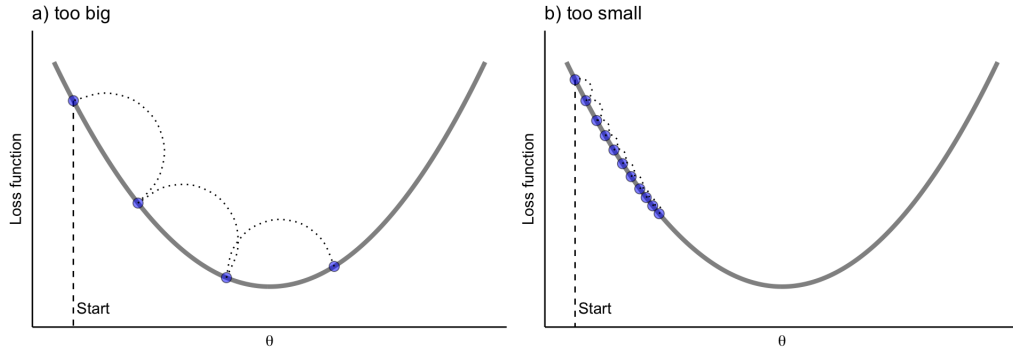 a) too big
Loss function
Start
θ
b) too small
Loss function
Start
θ